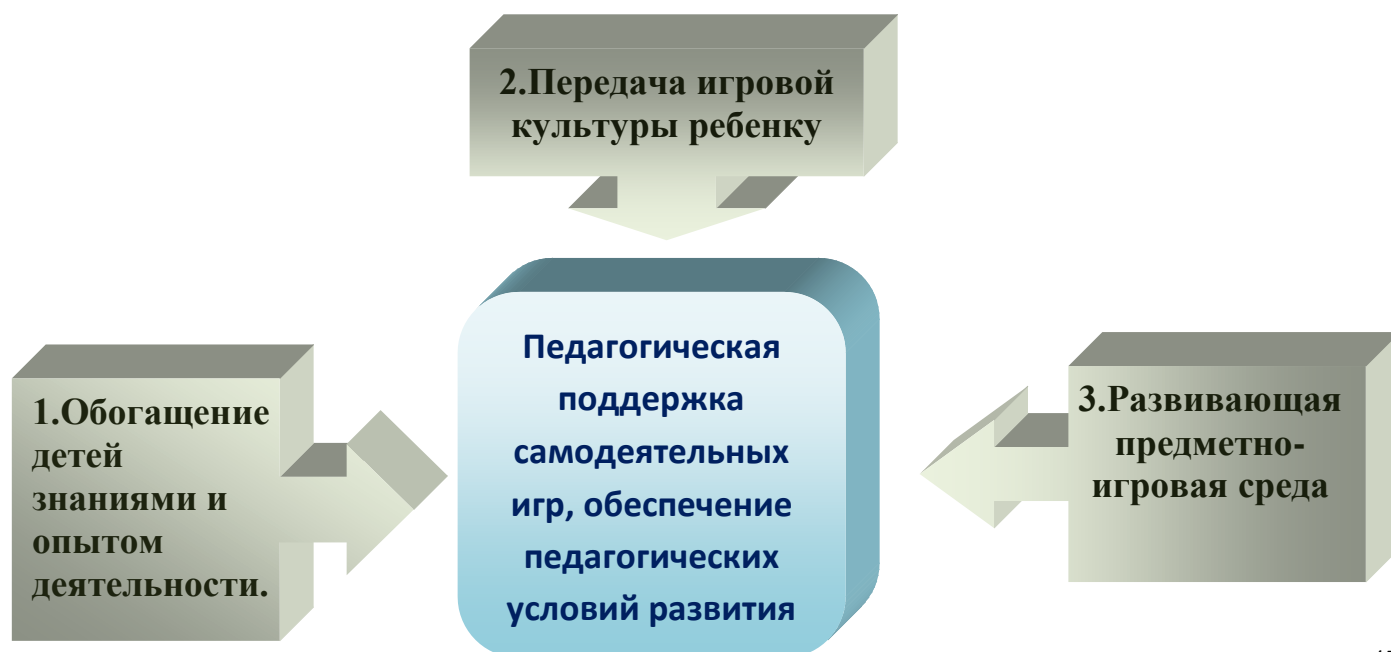 2.Передача игровой
культуры ребенку
1.Обогащение
детей
знаниями и
опытом
деятельности.
Педагогическая
поддержка
самодеятельных
игр, обеспечение
педагогических
условий развития
3.Развивающая
предметно-
игровая среда